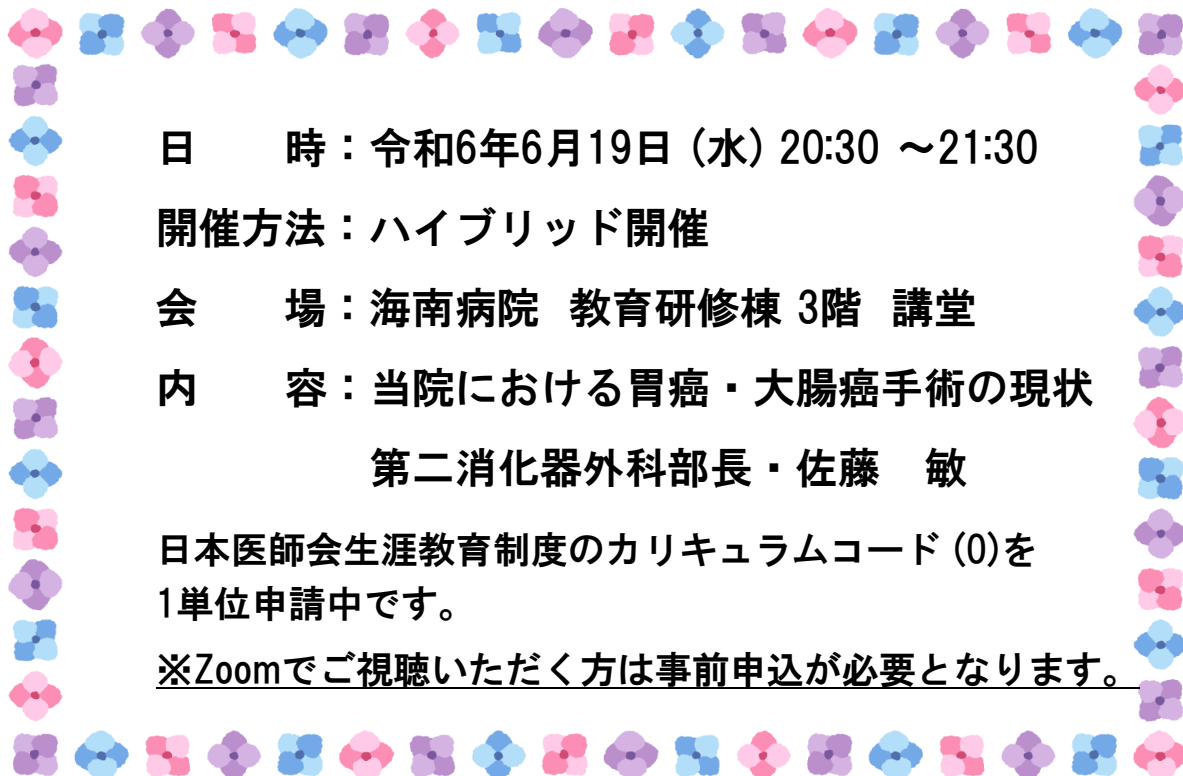 日　　時：令和6年6月19日（水）20:30 ～21:30
開催方法：ハイブリッド開催
会　　場：海南病院　教育研修棟 3階　講堂
内　　容：当院における胃癌・大腸癌手術の現状
第二消化器外科部長・佐藤　敏
日本医師会生涯教育制度のカリキュラムコード(0)を
1単位申請中です。
※Zoomでご視聴いただく方は事前申込が必要となります。